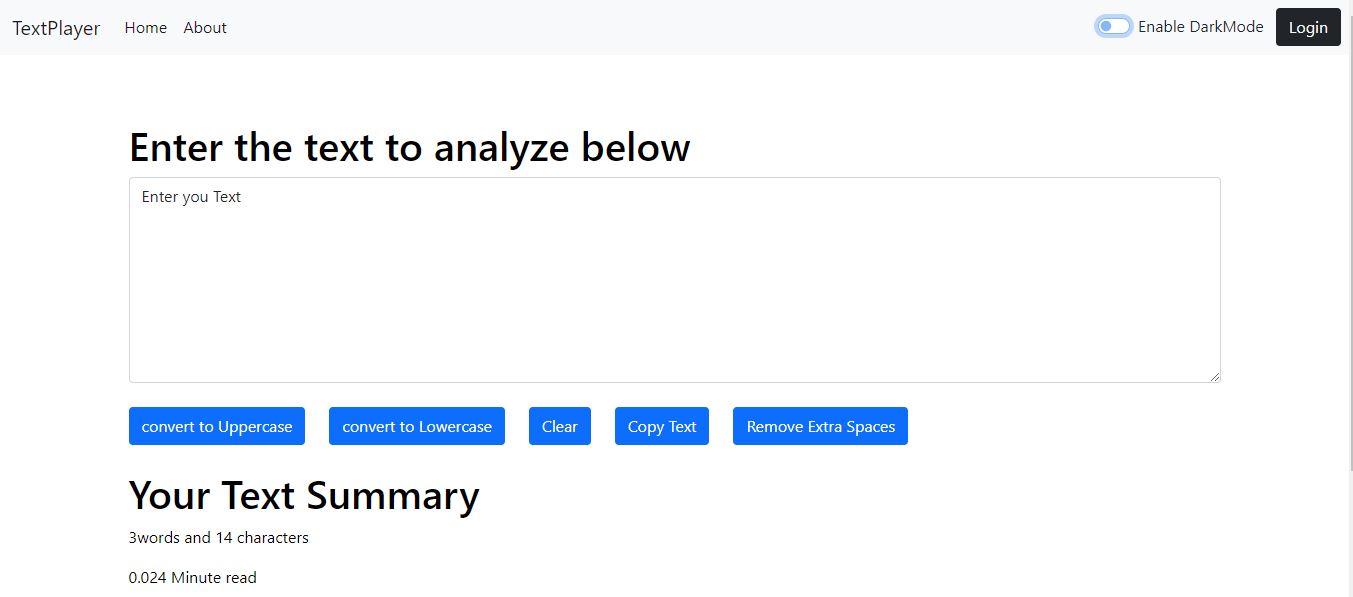 TextPlayer Home About Enable DarkMode Login
Enter the text to analyze below
Enter you Text
convert to Uppercase convert to Lowercase Clear Copy Text Remove Extra Spaces
Your Text Summary
3words and 14 characters
0.024 Minute read